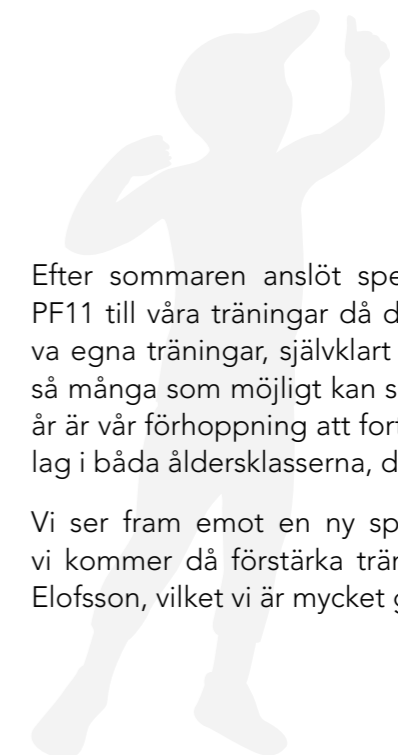 Efter sommaren anslöt spe
PF11 till våra träningar då d
va egna träningar, självklart
så många som möjligt kan s
år är vår förhoppning att fort
lag i båda åldersklasserna, d
Vi ser fram emot en ny sp
vi kommer då förstärka trär
Elofsson, vilket vi är mycket g